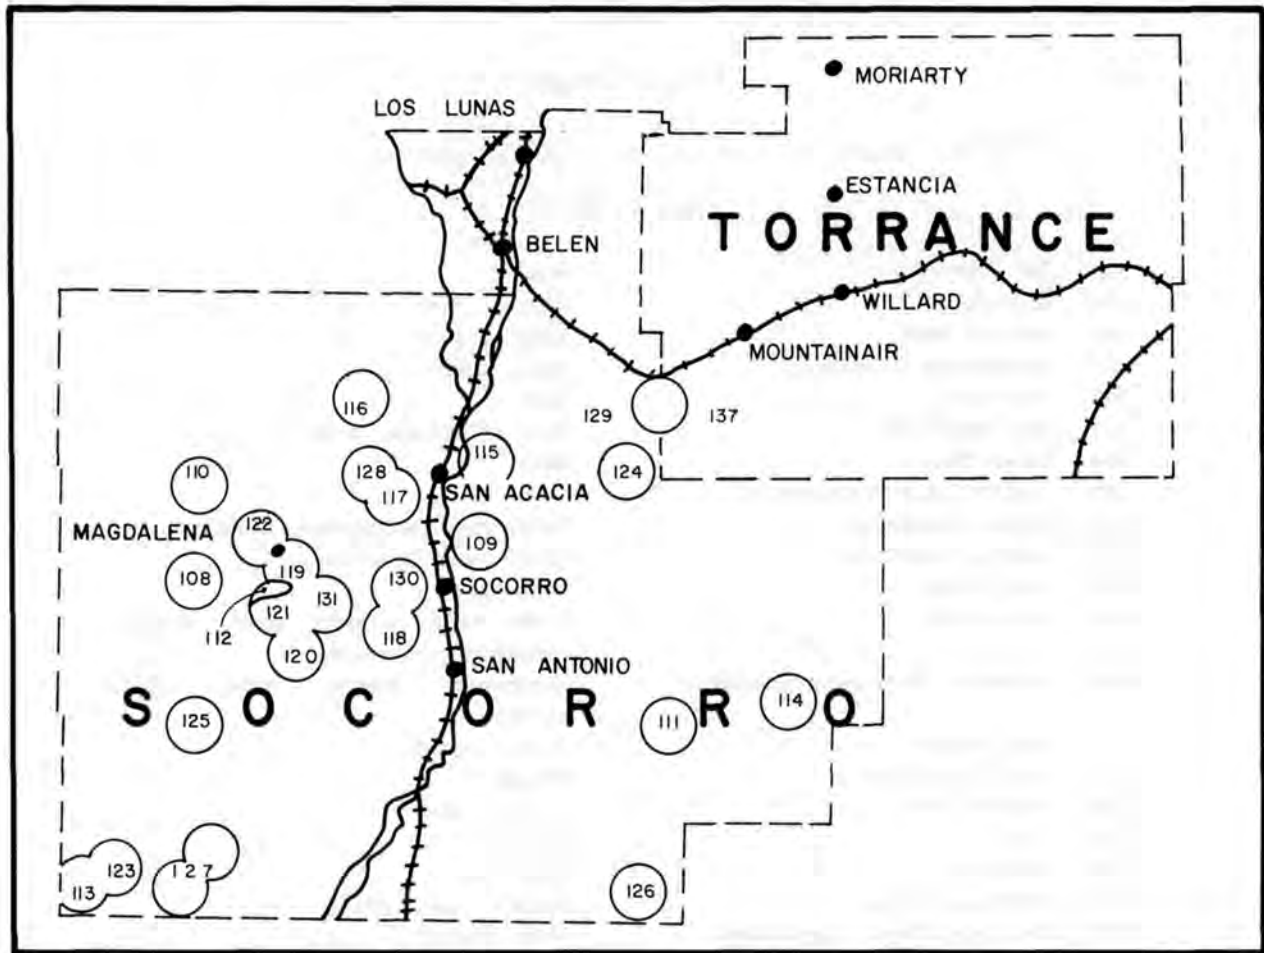 MORIARTY
LOS LUNAS
ESTANCIA
TORRANCE
BELEN
WILLARD
MOUNTAINAIR
116
129
137
115
128
110
124
117
SAN ACACIA
122
MAGDALENA
109
119
108
130
SOCORRO
131
121
112
118
120
SAN ANTONIO
SOCORRO
125
111
114
127
123
113
126